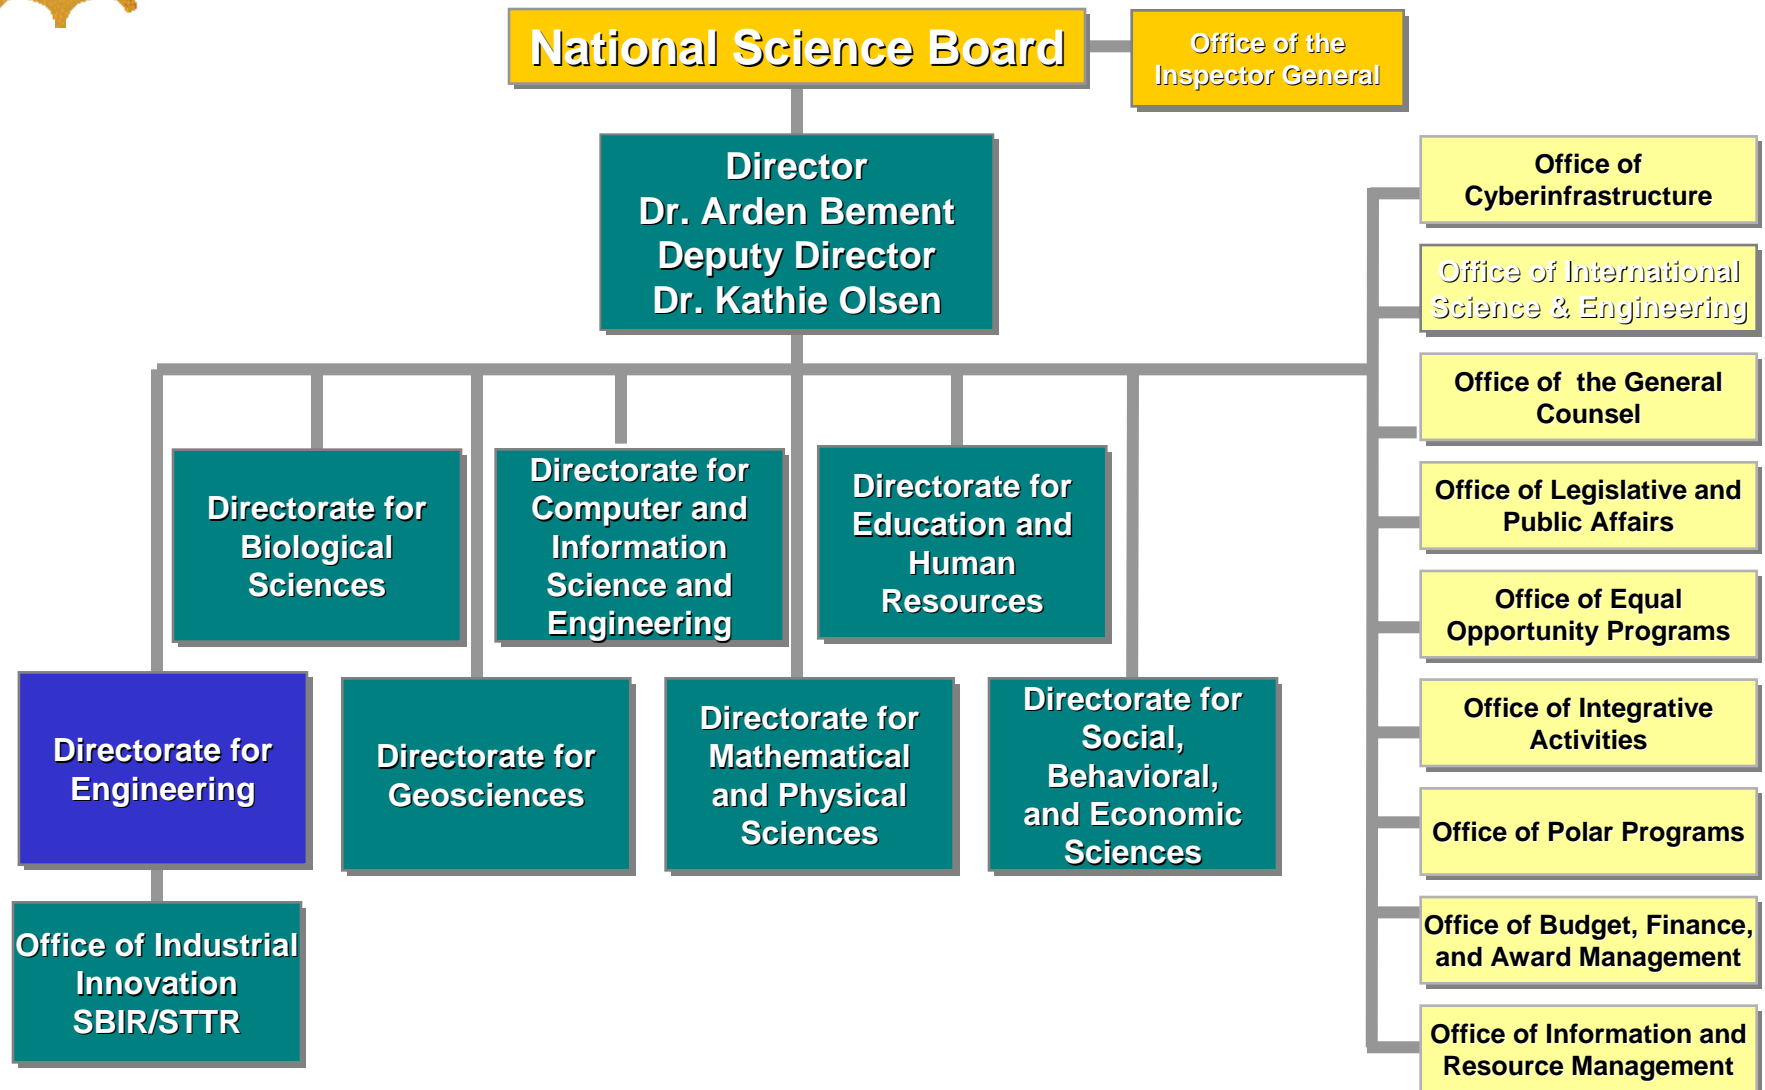 National Science Board
Office of the
Inspector General
Director
Dr. Arden Bement
Deputy Director
Dr. Kathie Olsen
Office of
Cyberinfrastructure
Office of International
Science & Engineering
Office of the General
Counsel
Office of Legislative and
Public Affairs
Office of Equal
Opportunity Programs
Office of Integrative
Activities
Office of Polar Programs
Office of Budget, Finance,
and Award Management
Office of Information and
Resource Management
Directorate for
Biological
Sciences
Directorate for
Computer and
Information
Science and
Engineering
Directorate for
Education and
Human
Resources
Directorate for
Engineering
Directorate for
Geosciences
Directorate for
Mathematical
and Physical
Sciences
Directorate for
Social,
Behavioral,
and Economic
Sciences
Office of Industrial
Innovation
SBIR/STTR